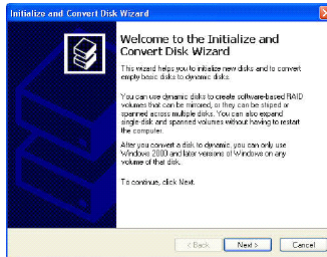 Initialize and Convert Disk Wizard
Welcome to the Initialize and
Convert Disk Wizard
This wizard helps you to initialize new disks and to convert
empty basic disks to dynamic disks.
You can use dynamic disks to create software-based RAID
volumes that can be mirrored, or they can be striped or
spanned across multiple disks. You can also expand
single disk and spanned volumes without having to restart
the computer.
After you convert a disk to dynamic, you can only use
Windows 2000 and later versions of Windows on any
volume of that disk.
To continue, click Next.
< Back
Next >
Cancel